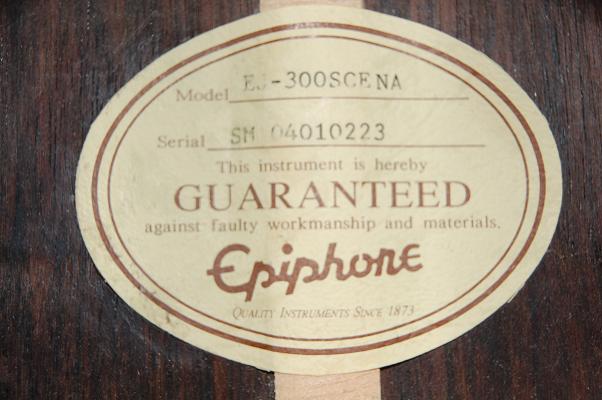 Model EJ-300SCENA
Serial SM 04010223
This instrument is hereby
GUARANTEED
against faulty workmanship and materials.
Epiphone
QUALITY INSTRUMENTS SINCE 1873